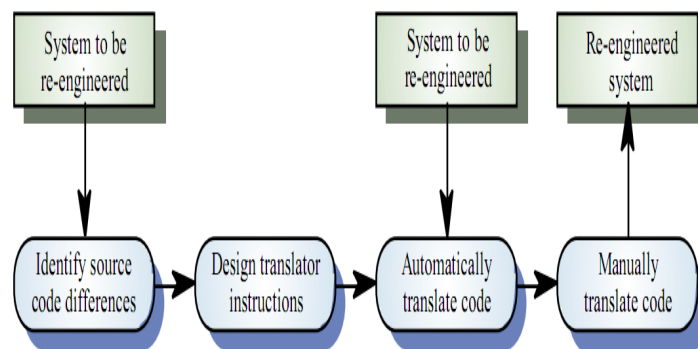 System to be
re-engineered
System to be
re-engineered
Re-engineered
system
Identify source
code differences
Design translator
instructions
Automatically
translate code
Manually
translate code